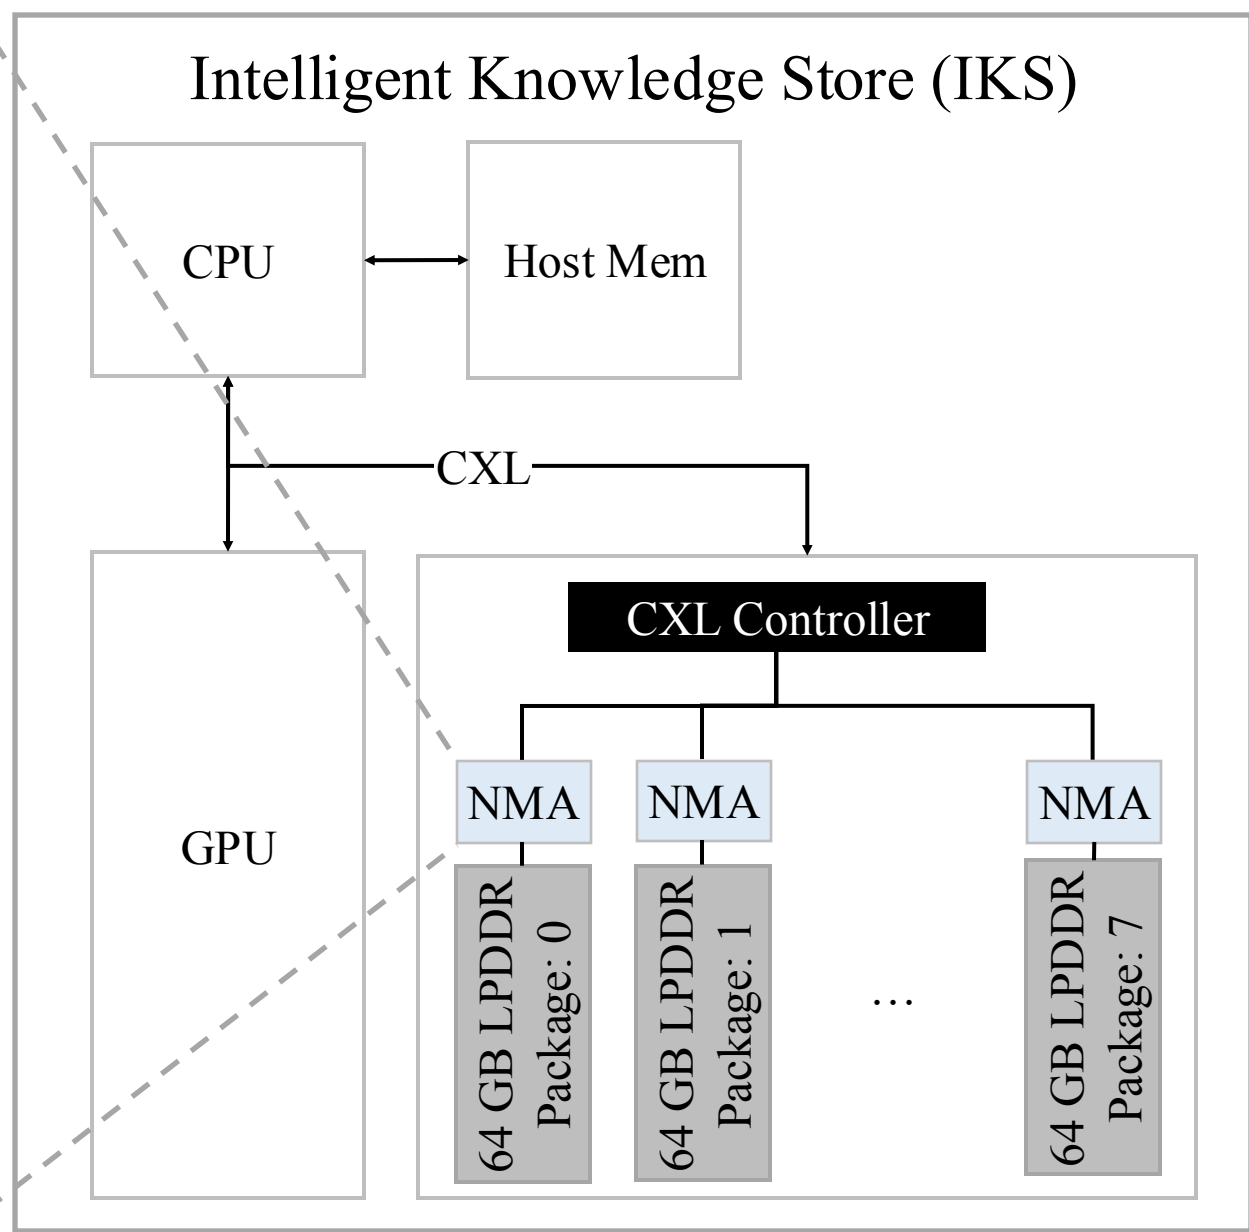 Intelligent Knowledge Store (IKS)
CPU
Host Mem
CXL
CXL Controller
GPU
NMA
NMA
NMA
64 GB LPDDR
Package: 0
64 GB LPDDR
Package: 1
...
64 GB LPDDR
Package: 7